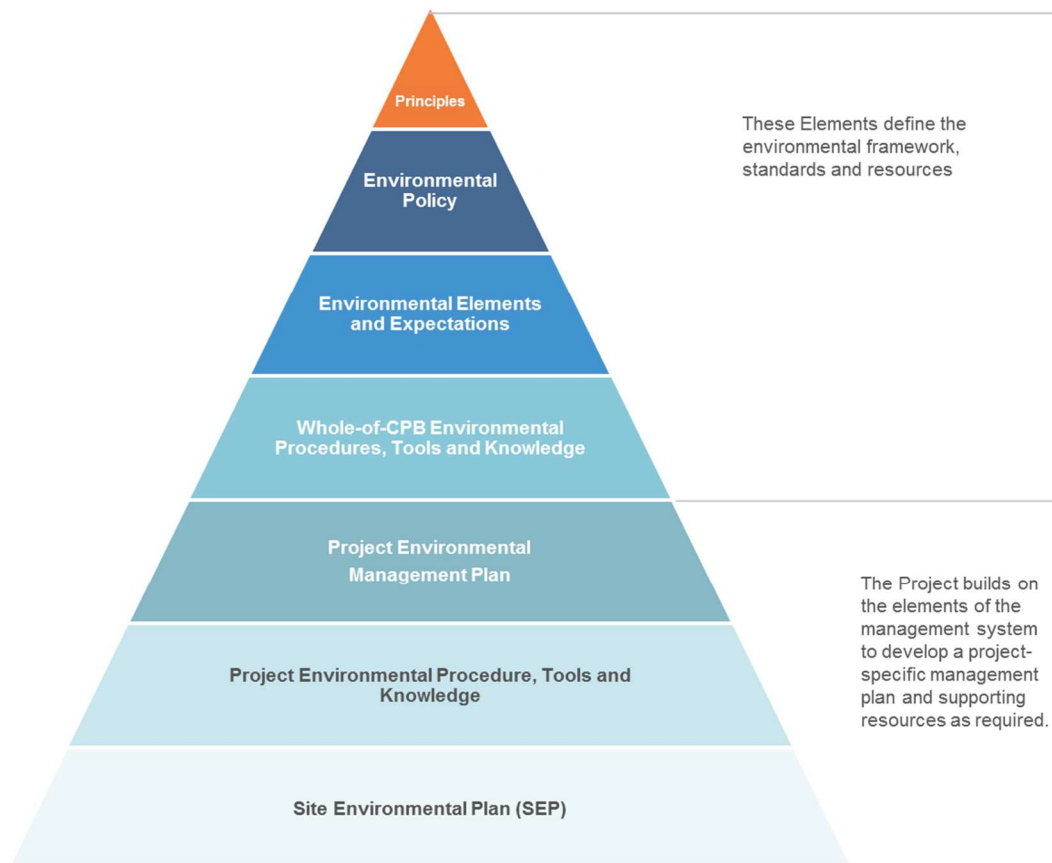 Principles
These Elements define the
environmental framework,
standards and resources
Environmental
Policy
Environmental Elements
and Expectations
Whole-of-CPB Environmental
Procedures, Tools and Knowledge
Project Environmental
Management Plan
The Project builds on
the elements of the
management system
to develop a project-
specific management
plan and supporting
resources as required.
Project Environmental Procedure, Tools and
Knowledge
Site Environmental Plan (SEP)